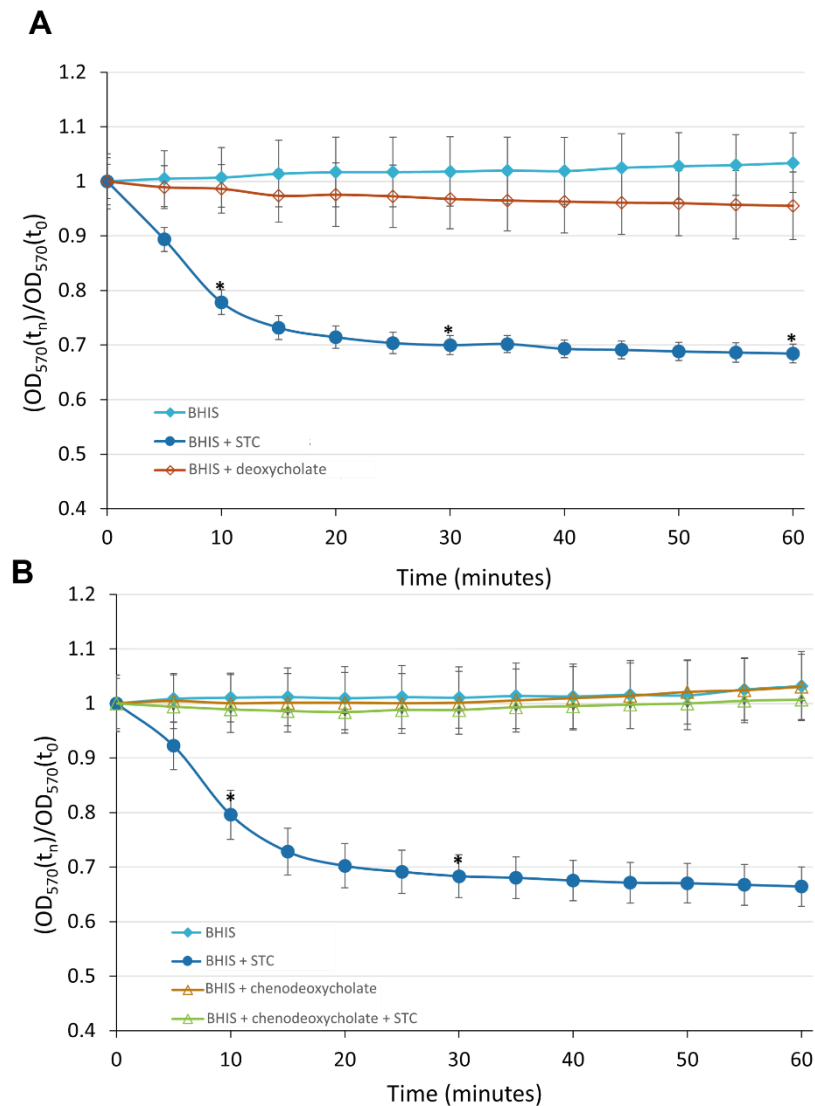 A
1.2
1.1
1
0.9
0.8
0.7
0.6
0.5
0.4
(OD570(tn)/OD570(t0)
*
*
*
BHIS
BHIS + STC
BHIS + deoxycholate
0 10 20 30 40 50 60
Time (minutes)
B
1.2
1.1
1
0.9
0.8
0.7
0.6
0.5
0.4
(OD570(tn)/OD570(t0)
*
*
BHIS
BHIS + STC
BHIS + chenodeoxycholate
BHIS + chenodeoxycholate + STC
0 10 20 30 40 50 60
Time (minutes)